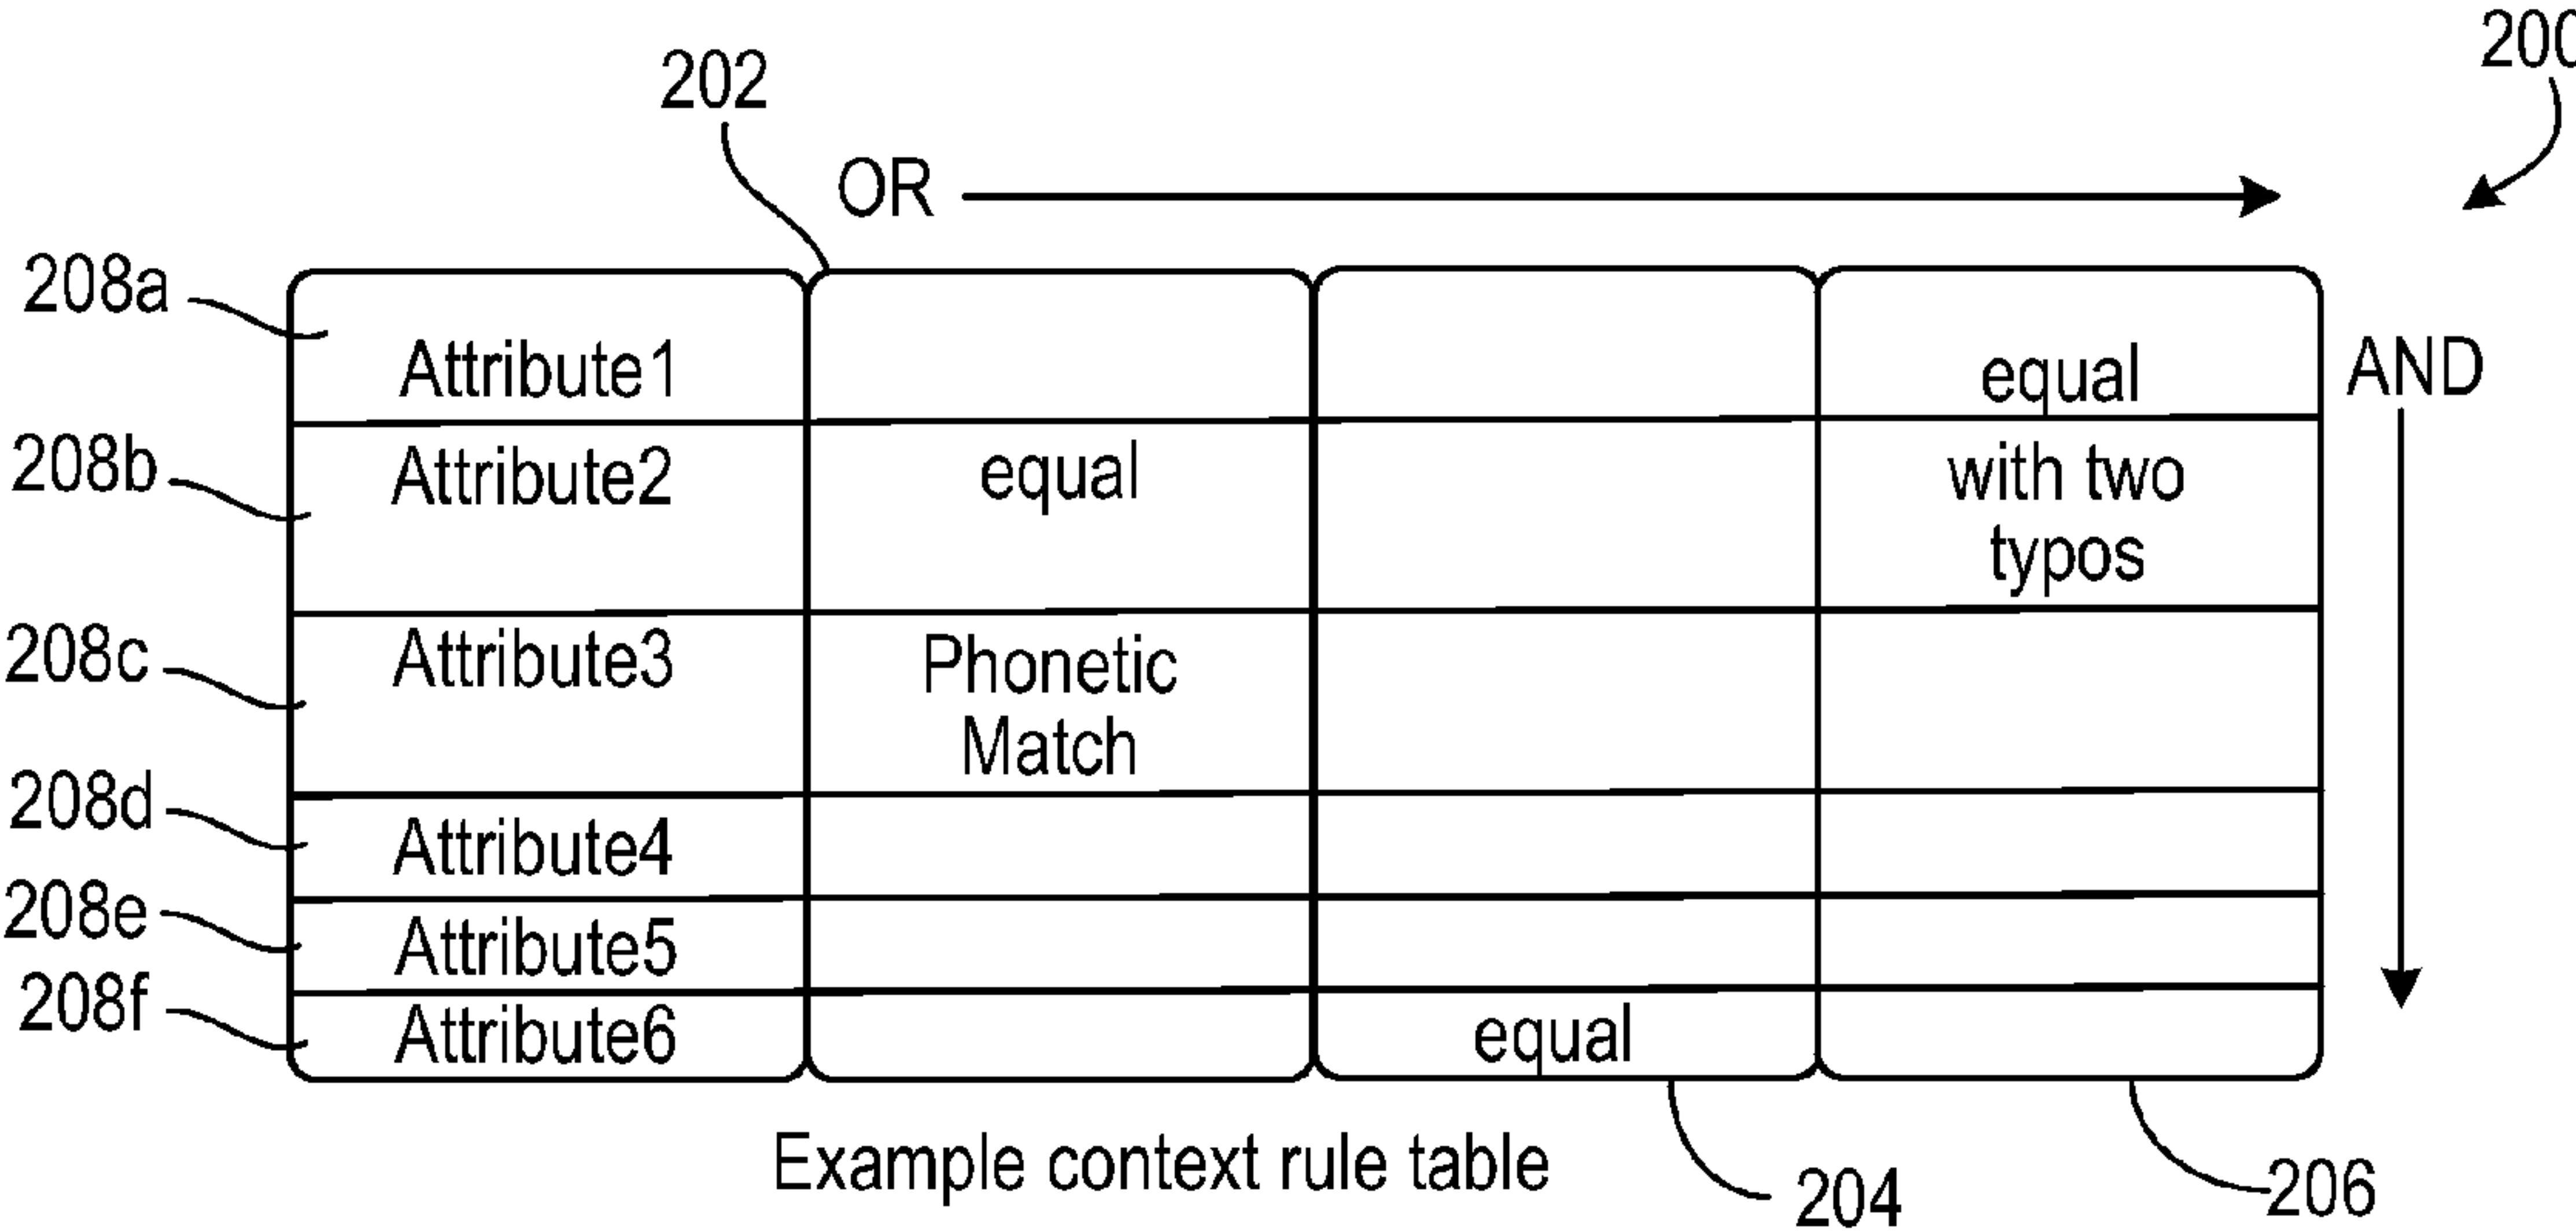 200
202
OR
208a
Attribute1
equal
AND
208b
Attribute2
equal
with two
typos
208c
Attribute3
Phonetic
Match
208d
Attribute4
208e
Attribute5
208f
Attribute6
equal
Example context rule table
204
206